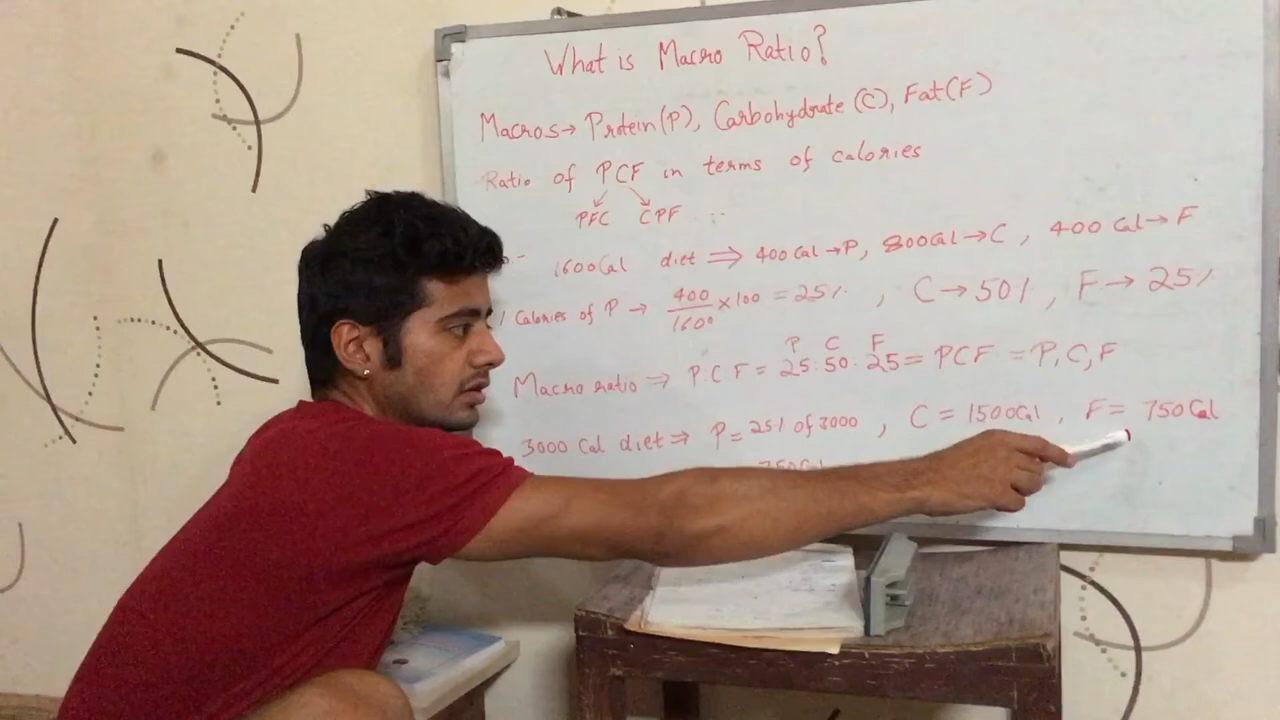 What is Macro Ratio?
Macros → Protein (P), Carbohydrate (C), Fat (F)
Ratio of PCF in terms of calories
PFC CPF
1600 Cal diet ⇒ 400 Cal → P, 800 Cal → C, 400 Cal → F
Calories of P → 400/1600 × 100 = 25%, C → 50%, F → 25%
P C F
Macro ratio ⇒ P:C:F = 25:50:25 = PCF = P,C,F
3000 Cal diet ⇒ P = 25% of 3000, C = 1500 Cal, F = 750 Cal
750 Cal